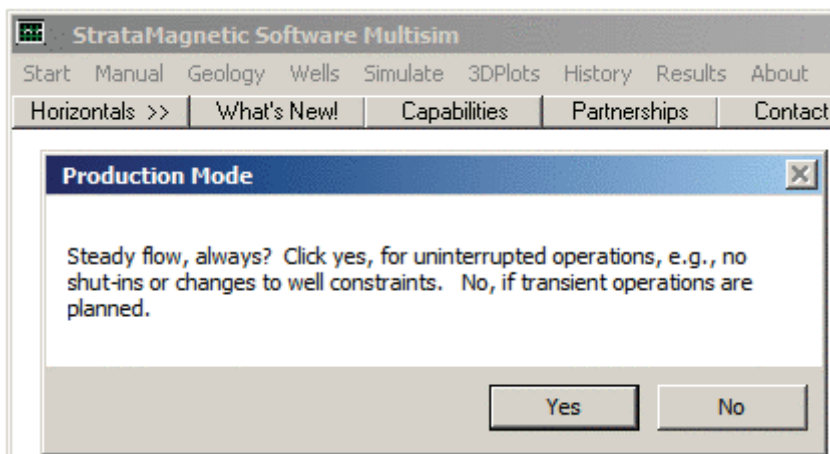 StrataMagnetic Software Multisim
Start Manual Geology Wells Simulate 3DPlots History Results About
Horizontals >> What's New! Capabilities Partnerships Contact
Production Mode
Steady flow, always? Click yes, for uninterrupted operations, e.g., no
shut-ins or changes to well constraints. No, if transient operations are
planned.
Yes No